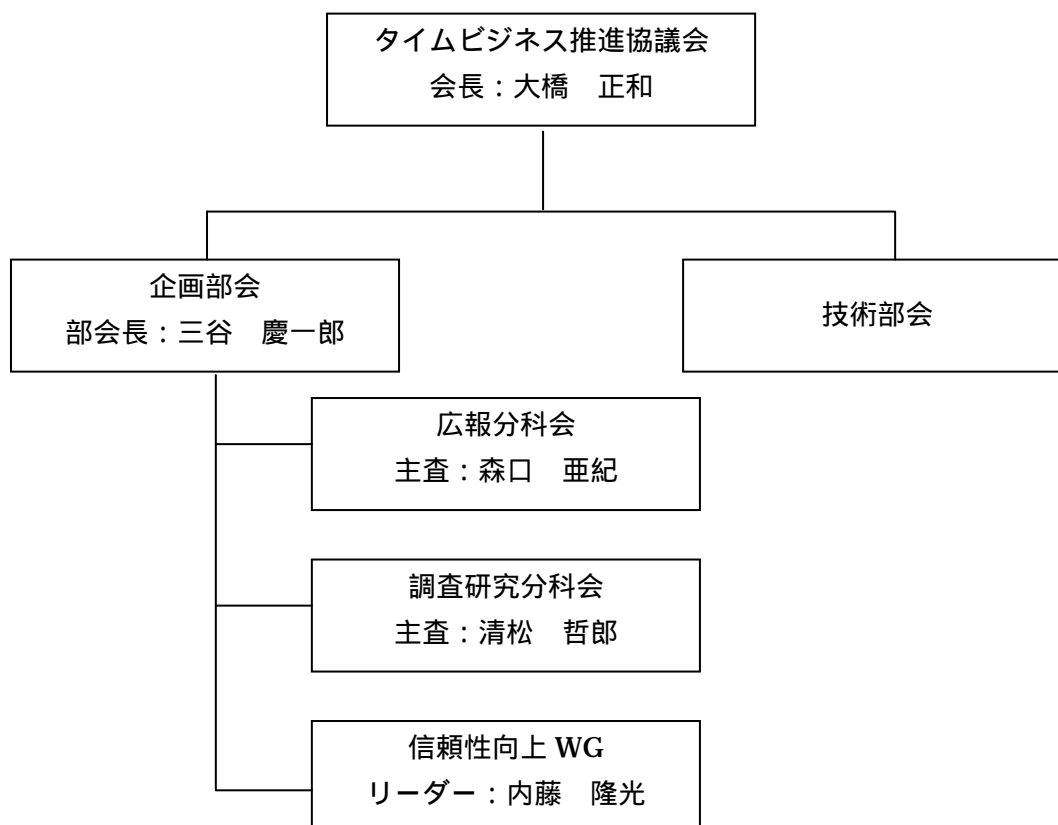 タイムビジネス推進協議会
会長：大橋　正和
企画部会
部会長：三谷　慶一郎
技術部会
広報分科会
主査：森口　亜紀
調査研究分科会
主査：清松　哲郎
信頼性向上 WG
リーダー：内藤　隆光